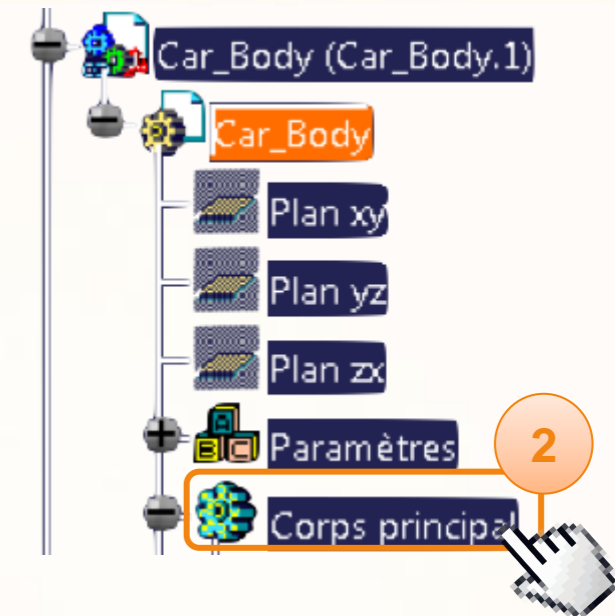 Car_Body (Car_Body.1)
Car_Body
Plan xy
Plan yz
Plan zx
Paramètres
2
Corps principal